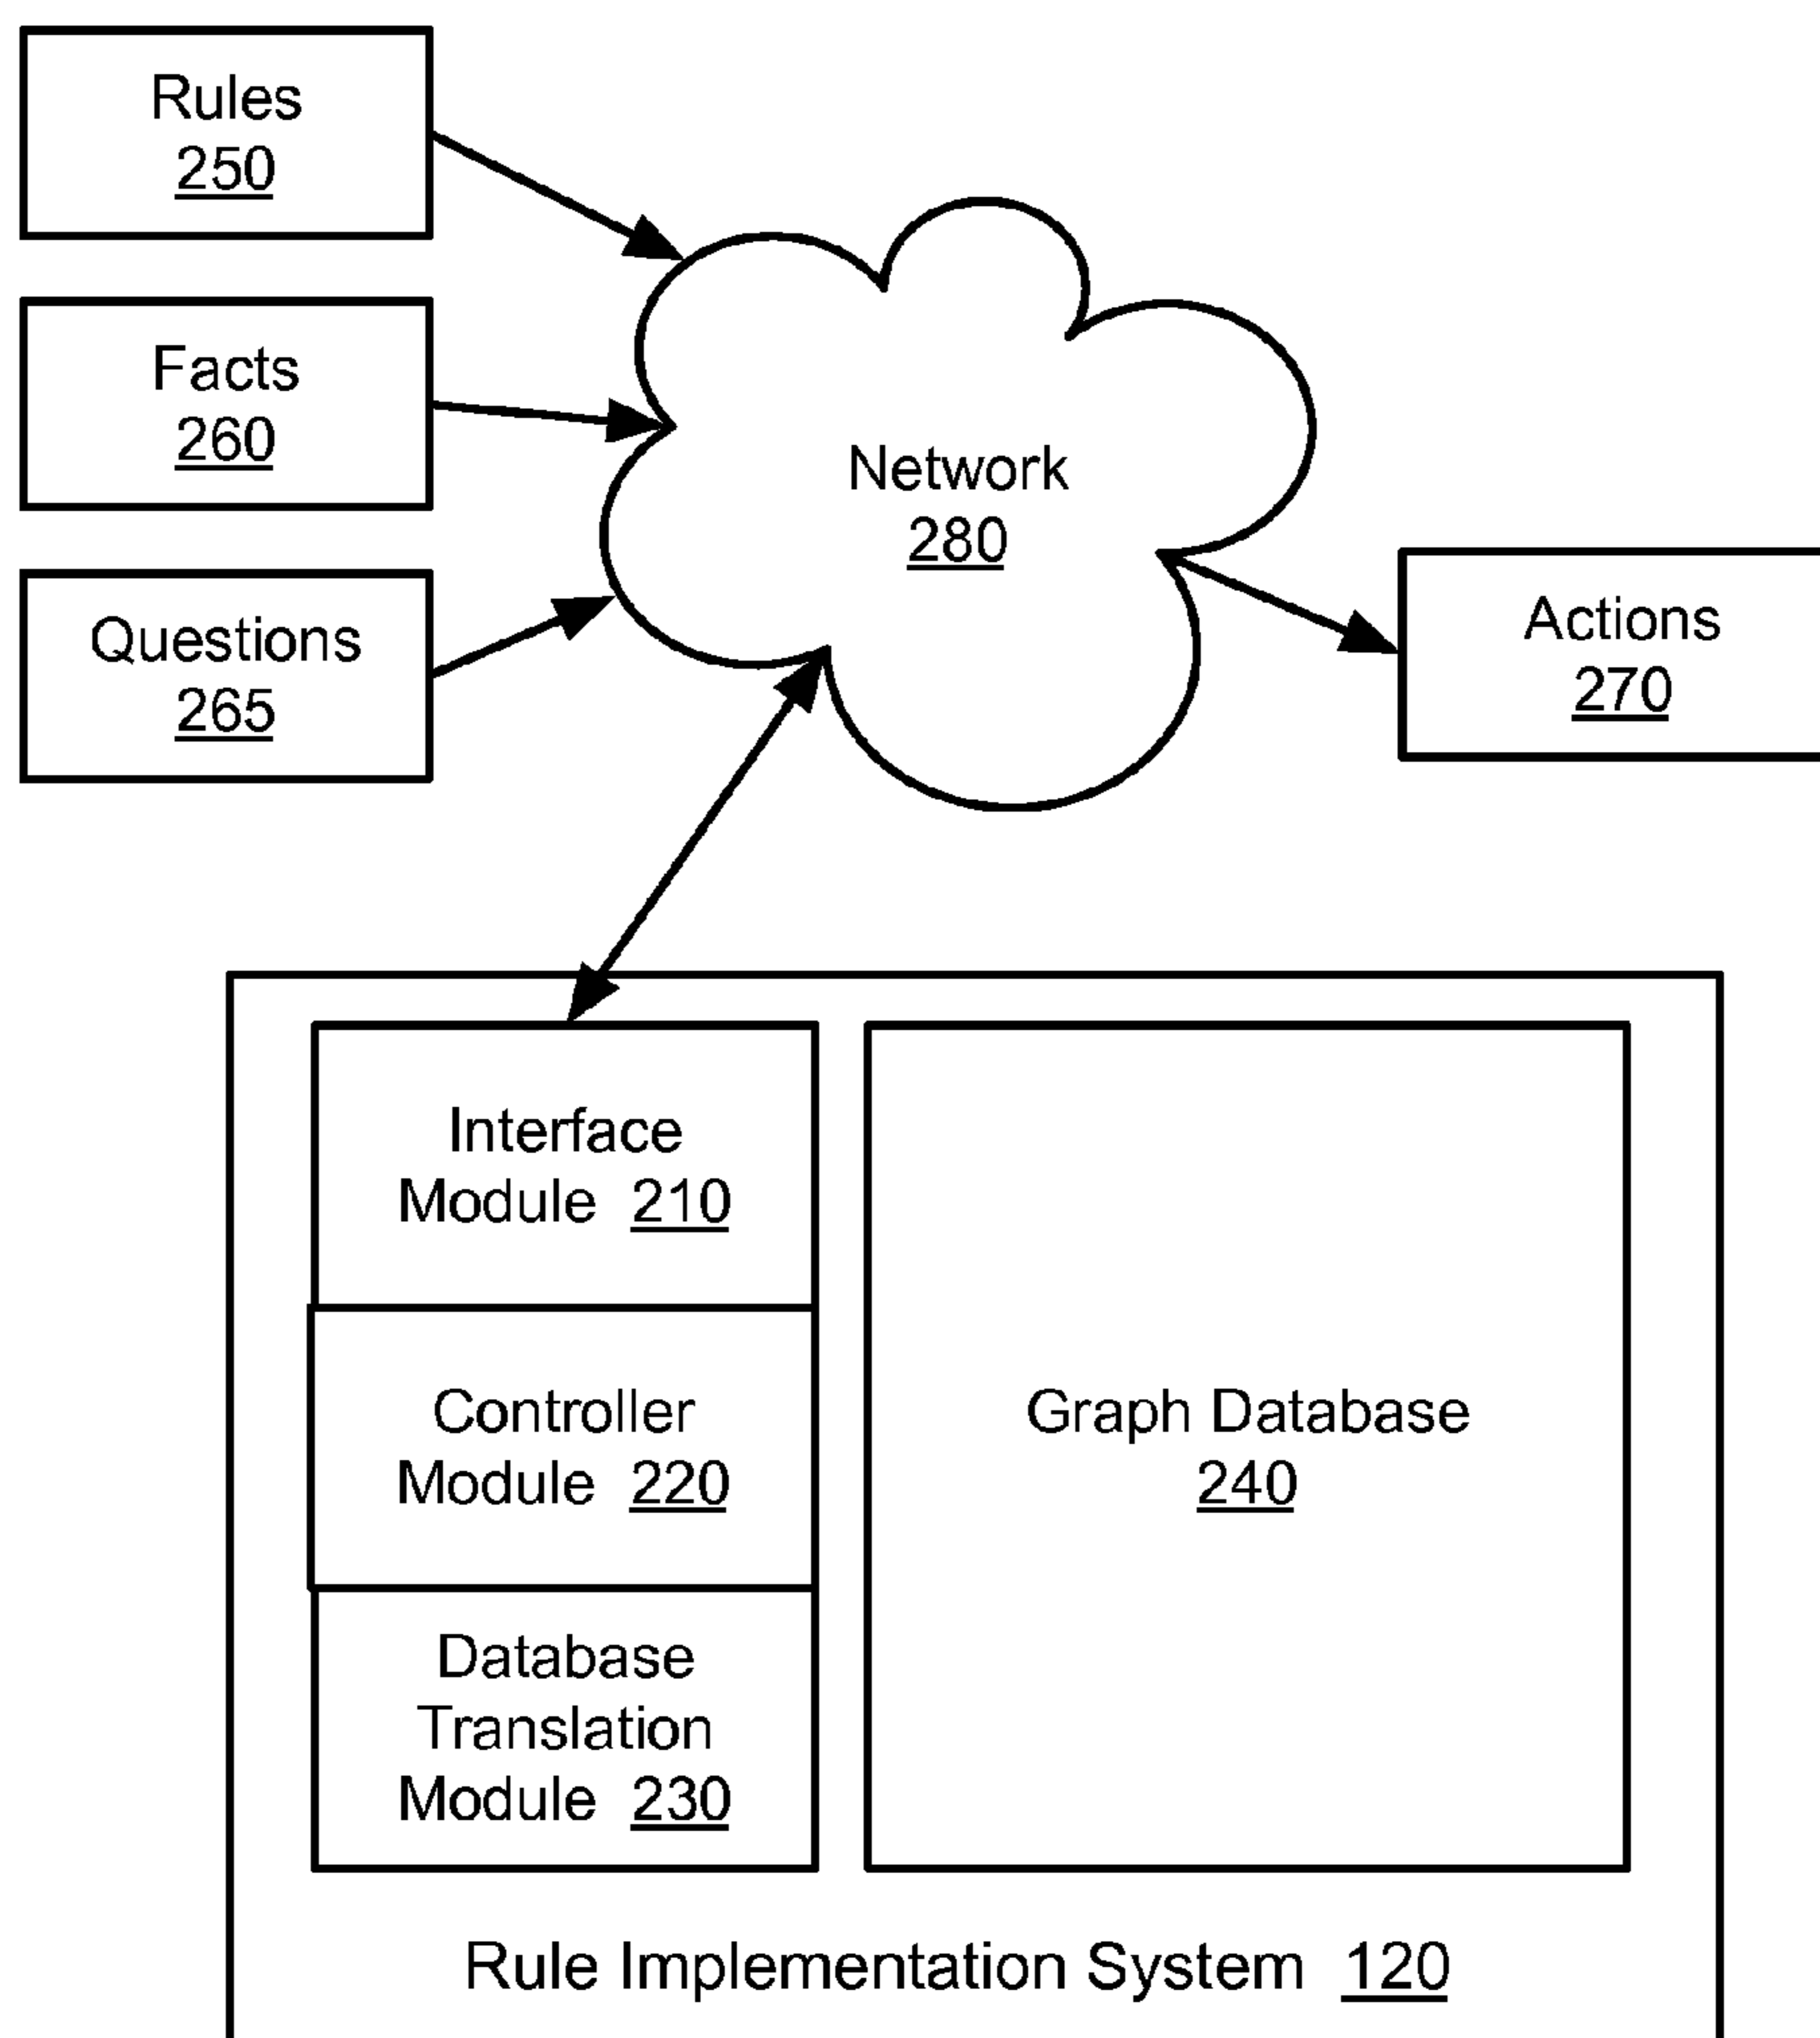 Rules
250
Facts
260
Questions
265
Network
280
Actions
270
Interface
Module 210
Controller
Module 220
Database
Translation
Module 230
Graph Database
240
Rule Implementation System 120